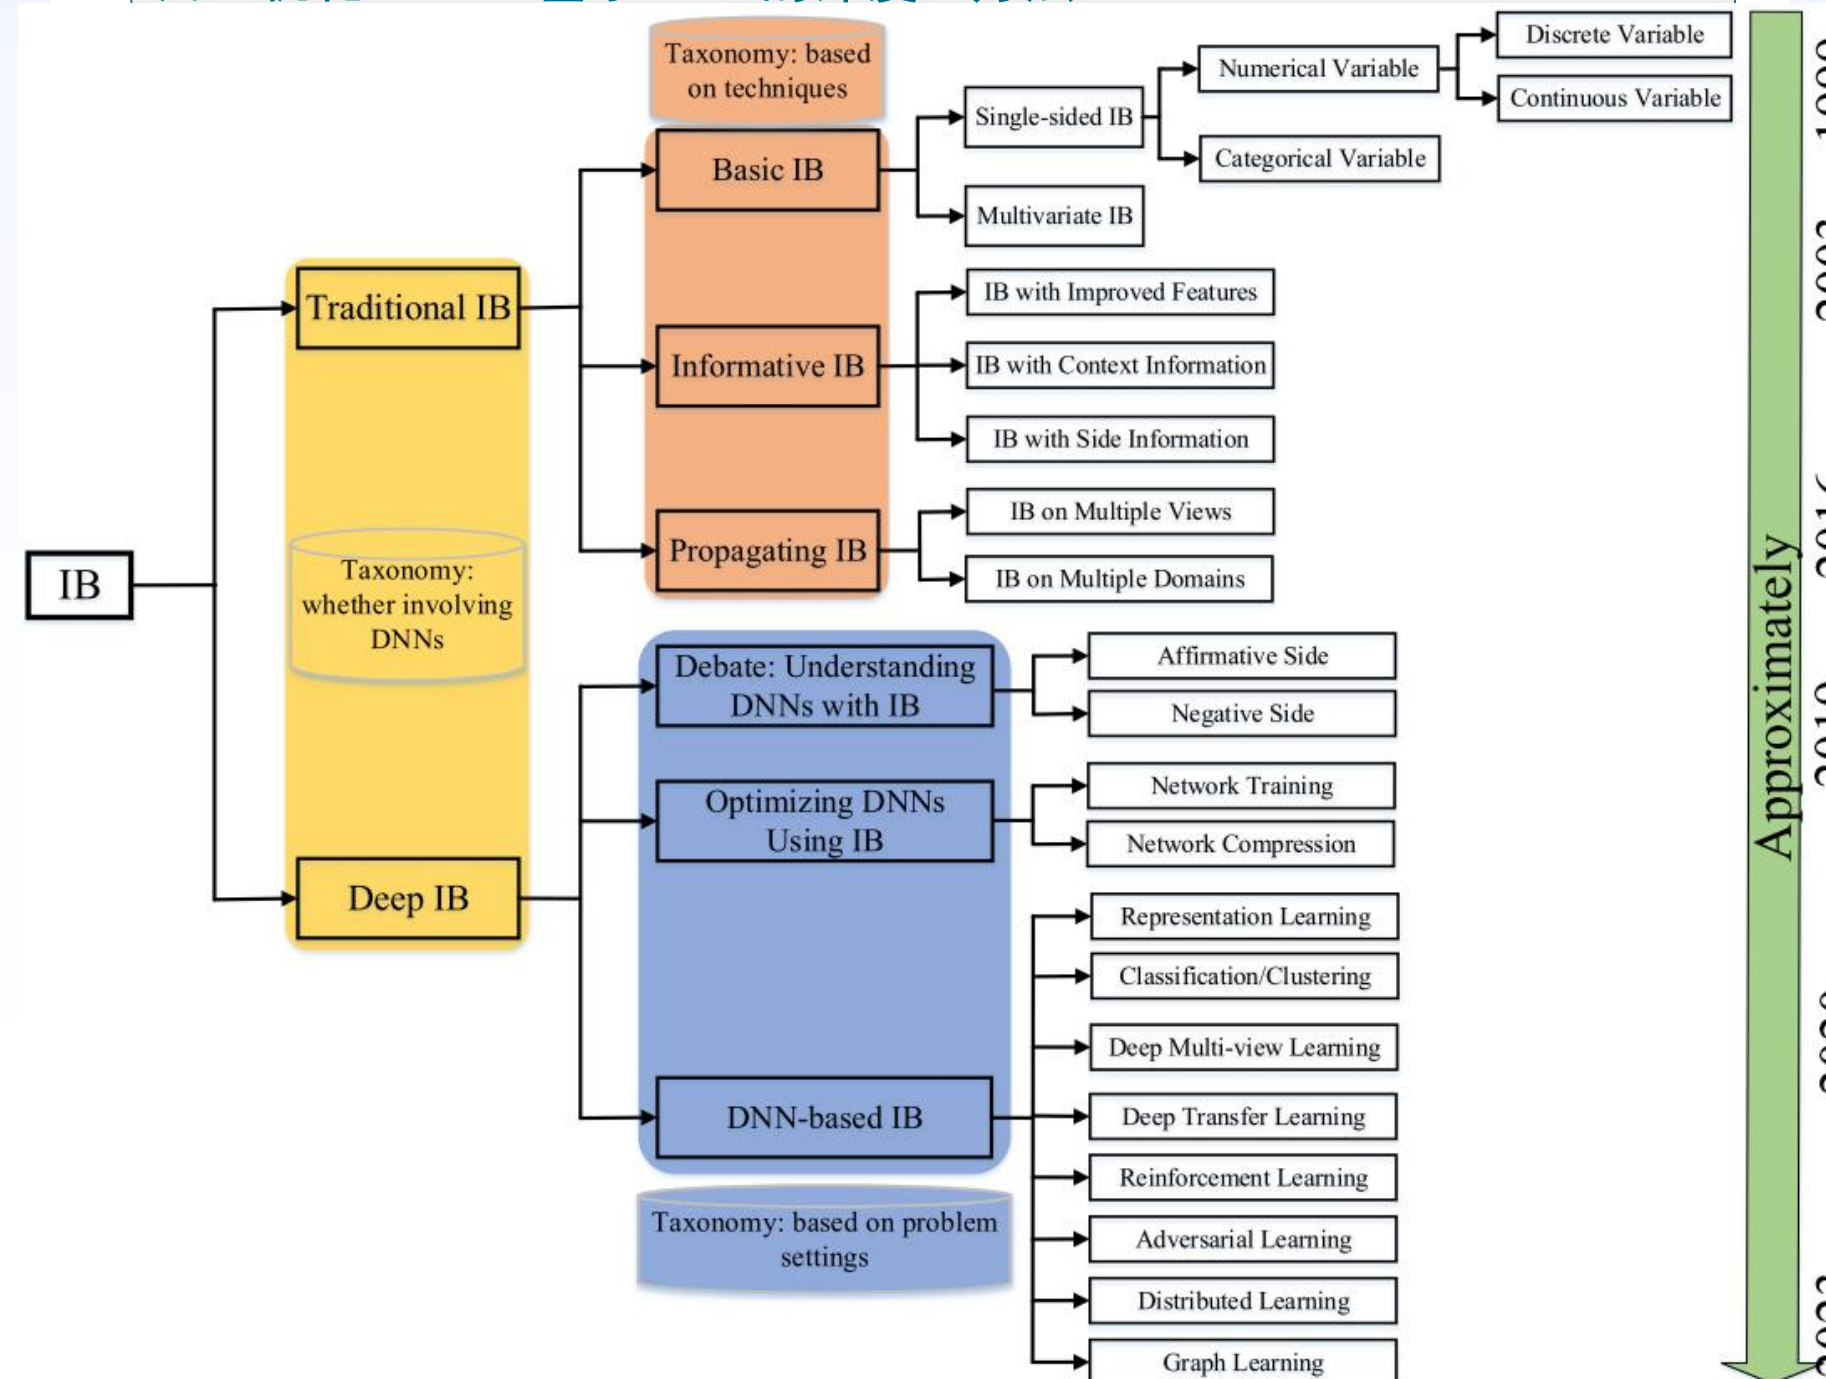 Taxonomy: based
on techniques
Discrete Variable
Numerical Variable
Continuous Variable
Single-sided IB
Categorical Variable
Basic IB
Multivariate IB
Traditional IB
IB with Improved Features
Informative IB
IB with Context Information
IB with Side Information
IB on Multiple Views
Propagating IB
IB on Multiple Domains
IB
Taxonomy:
whether involving
DNNs
Debate: Understanding
DNNs with IB
Affirmative Side
Negative Side
Optimizing DNNs
Using IB
Network Training
Network Compression
Deep IB
Representation Learning
Classification/Clustering
Deep Multi-view Learning
DNN-based IB
Deep Transfer Learning
Reinforcement Learning
Adversarial Learning
Distributed Learning
Graph Learning
Taxonomy: based on problem
settings
Approximately